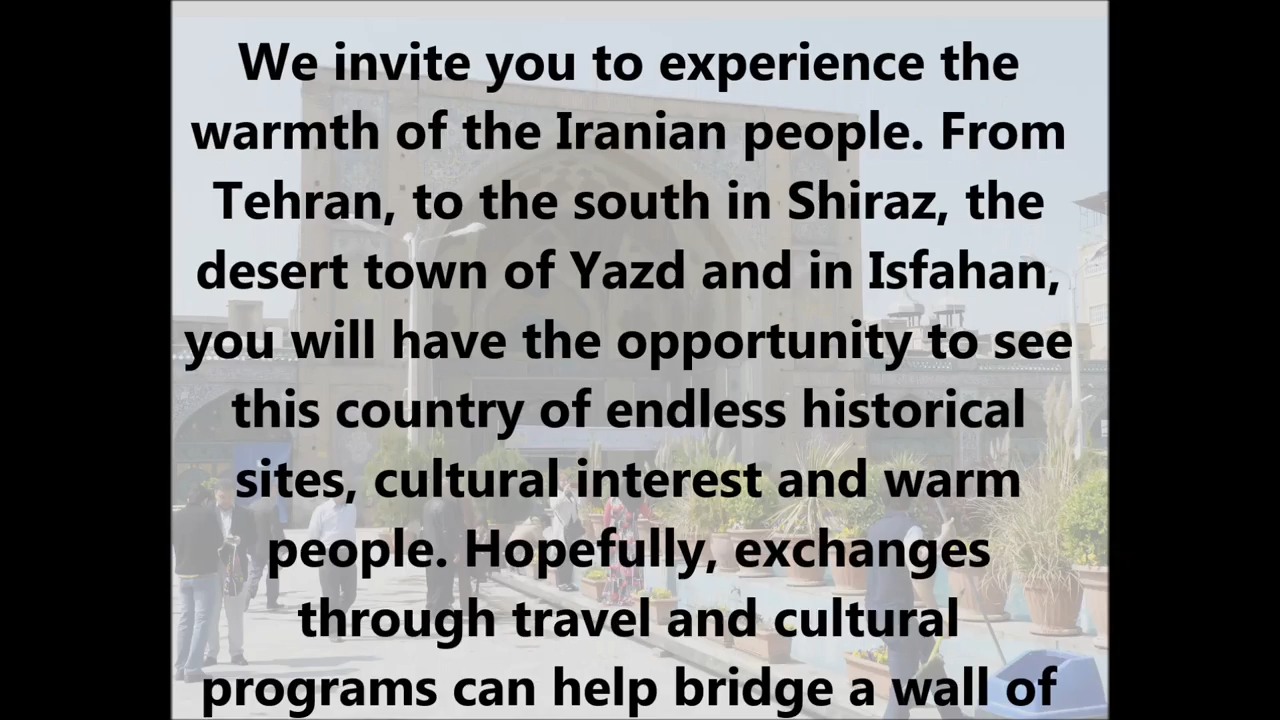 We invite you to experience the
warmth of the Iranian people. From
Tehran, to the south in Shiraz, the
desert town of Yazd and in Isfahan,
you will have the opportunity to see
this country of endless historical
sites, cultural interest and warm
people. Hopefully, exchanges
through travel and cultural
programs can help bridge a wall of